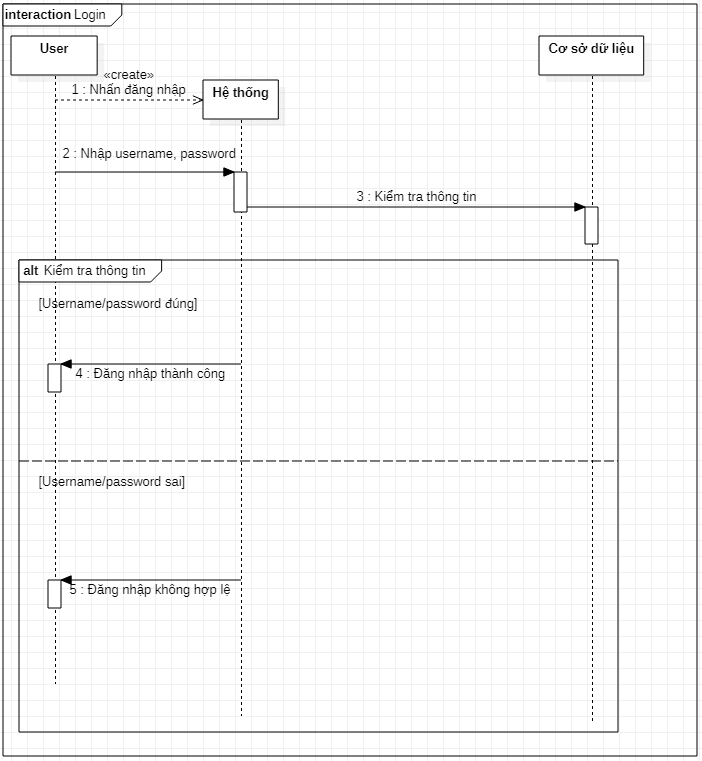 interaction Login
User
Cơ sở dữ liệu
«create»
1 : Nhấn đăng nhập
Hệ thống
2 : Nhập username, password
3 : Kiểm tra thông tin
alt Kiểm tra thông tin
[Username/password đúng]
4 : Đăng nhập thành công
[Username/password sai]
5 : Đăng nhập không hợp lệ